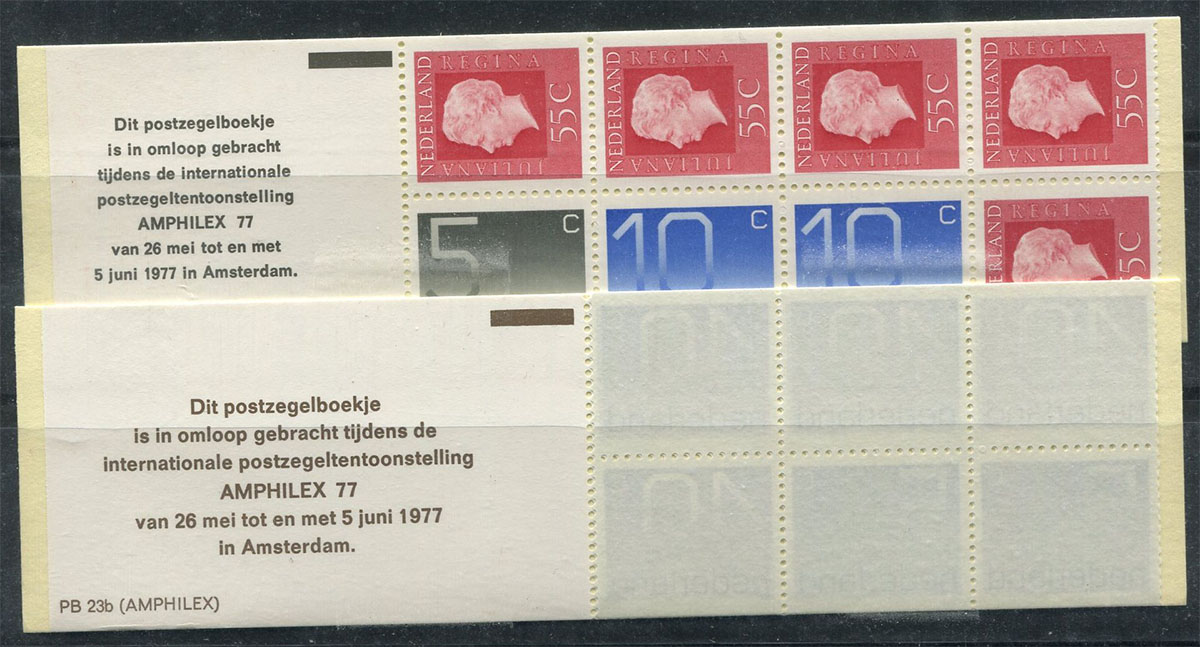 Dit postzegelboekje
is in omloop gebracht
tijdens de internationale
postzegeltentoonstelling
AMPHILEX 77
van 26 mei tot en met
5 juni 1977 in Amsterdam.
NEDERLAND REGINA JULIANA 55C
NEDERLAND REGINA JULIANA 55C
NEDERLAND REGINA JULIANA 55C
NEDERLAND REGINA JULIANA 55C
5 C
10 C
10 C
NEDERLAND REGINA 55C
Dit postzegelboekje
is in omloop gebracht tijdens de
internationale postzegeltentoonstelling
AMPHILEX 77
van 26 mei tot en met 5 juni 1977
in Amsterdam.
PB 23b (AMPHILEX)